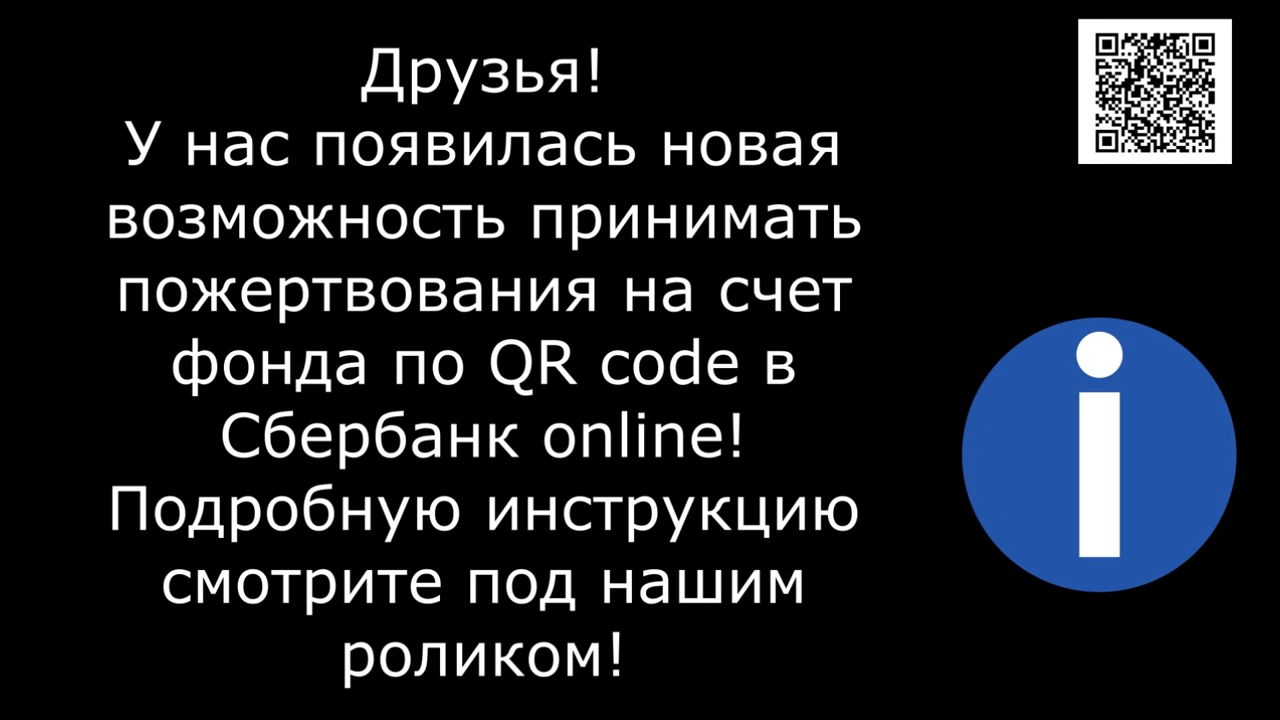 Друзья!
У нас появилась новая
возможность принимать
пожертвования на счет
фонда по QR code в
Сбербанк online!
Подробную инструкцию
смотрите под нашим
роликом!